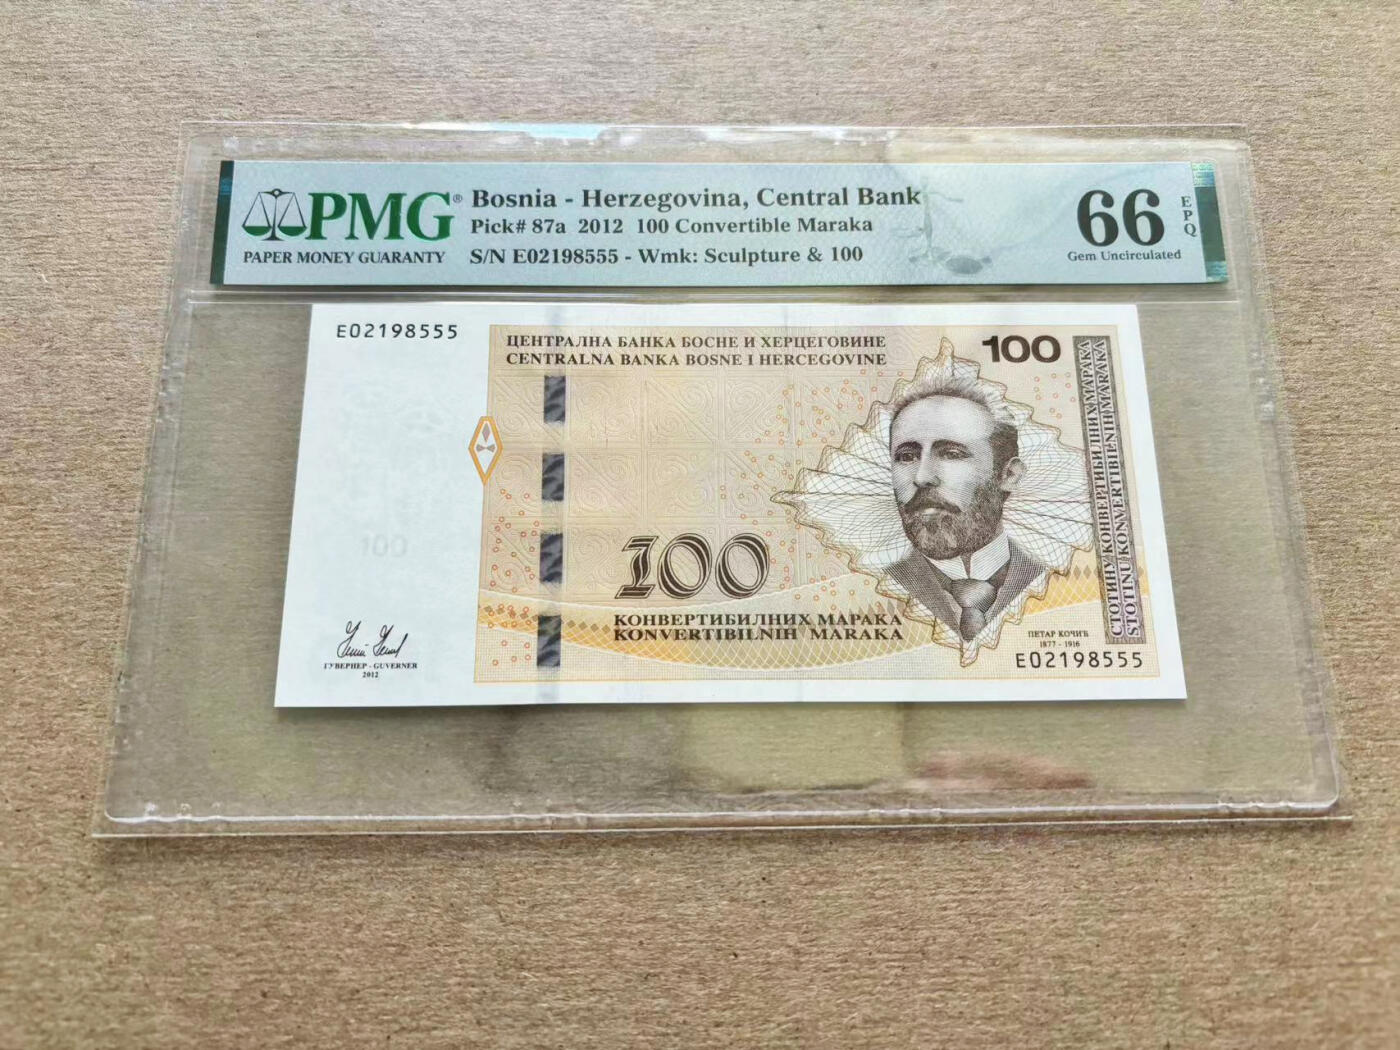 PMG®
PAPER MONEY GUARANTY
Bosnia - Herzegovina, Central Bank
Pick# 87a 2012 100 Convertible Maraka
S/N E02198555 - Wmk: Sculpture & 100
66
EPQ
Gem Uncirculated
E02198555
ЦЕНТРАЛНА БАНКА БОСНЕ И ХЕРЦЕГОВИНЕ
CENTRALNA BANKA BOSNE I HERCEGOVINE
100
СТОТИНУ КОНВЕРТИБИЛНИХ МАРАКА
STOTINU KONVERTIBILNIH MARAKA
100
100
КОНВЕРТИБИЛНИХ МАРАКА
KONVERTIBILNIH MARAKA
ГУВЕРНЕР - GUVERNER
2012
ПЕТАР КОЧИЋ
1877 - 1916
E02198555